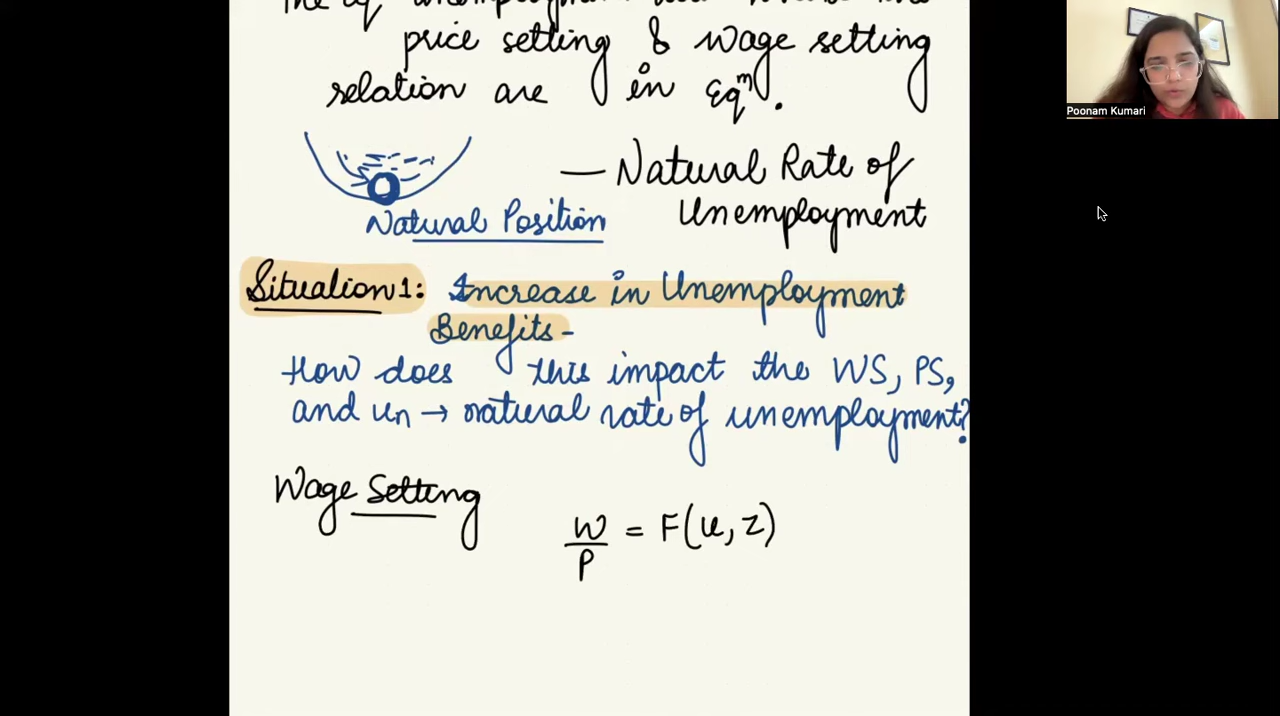 price setting & wage setting
relation are in Eqᵐ.
— Natural Rate of
Unemployment
Natural Position
Situation 1: Increase in Unemployment
Benefits -
How does this impact the WS, PS,
and un → natural rate of unemployment?
Wage Setting
W/P = F(u, z)
Poonam Kumari